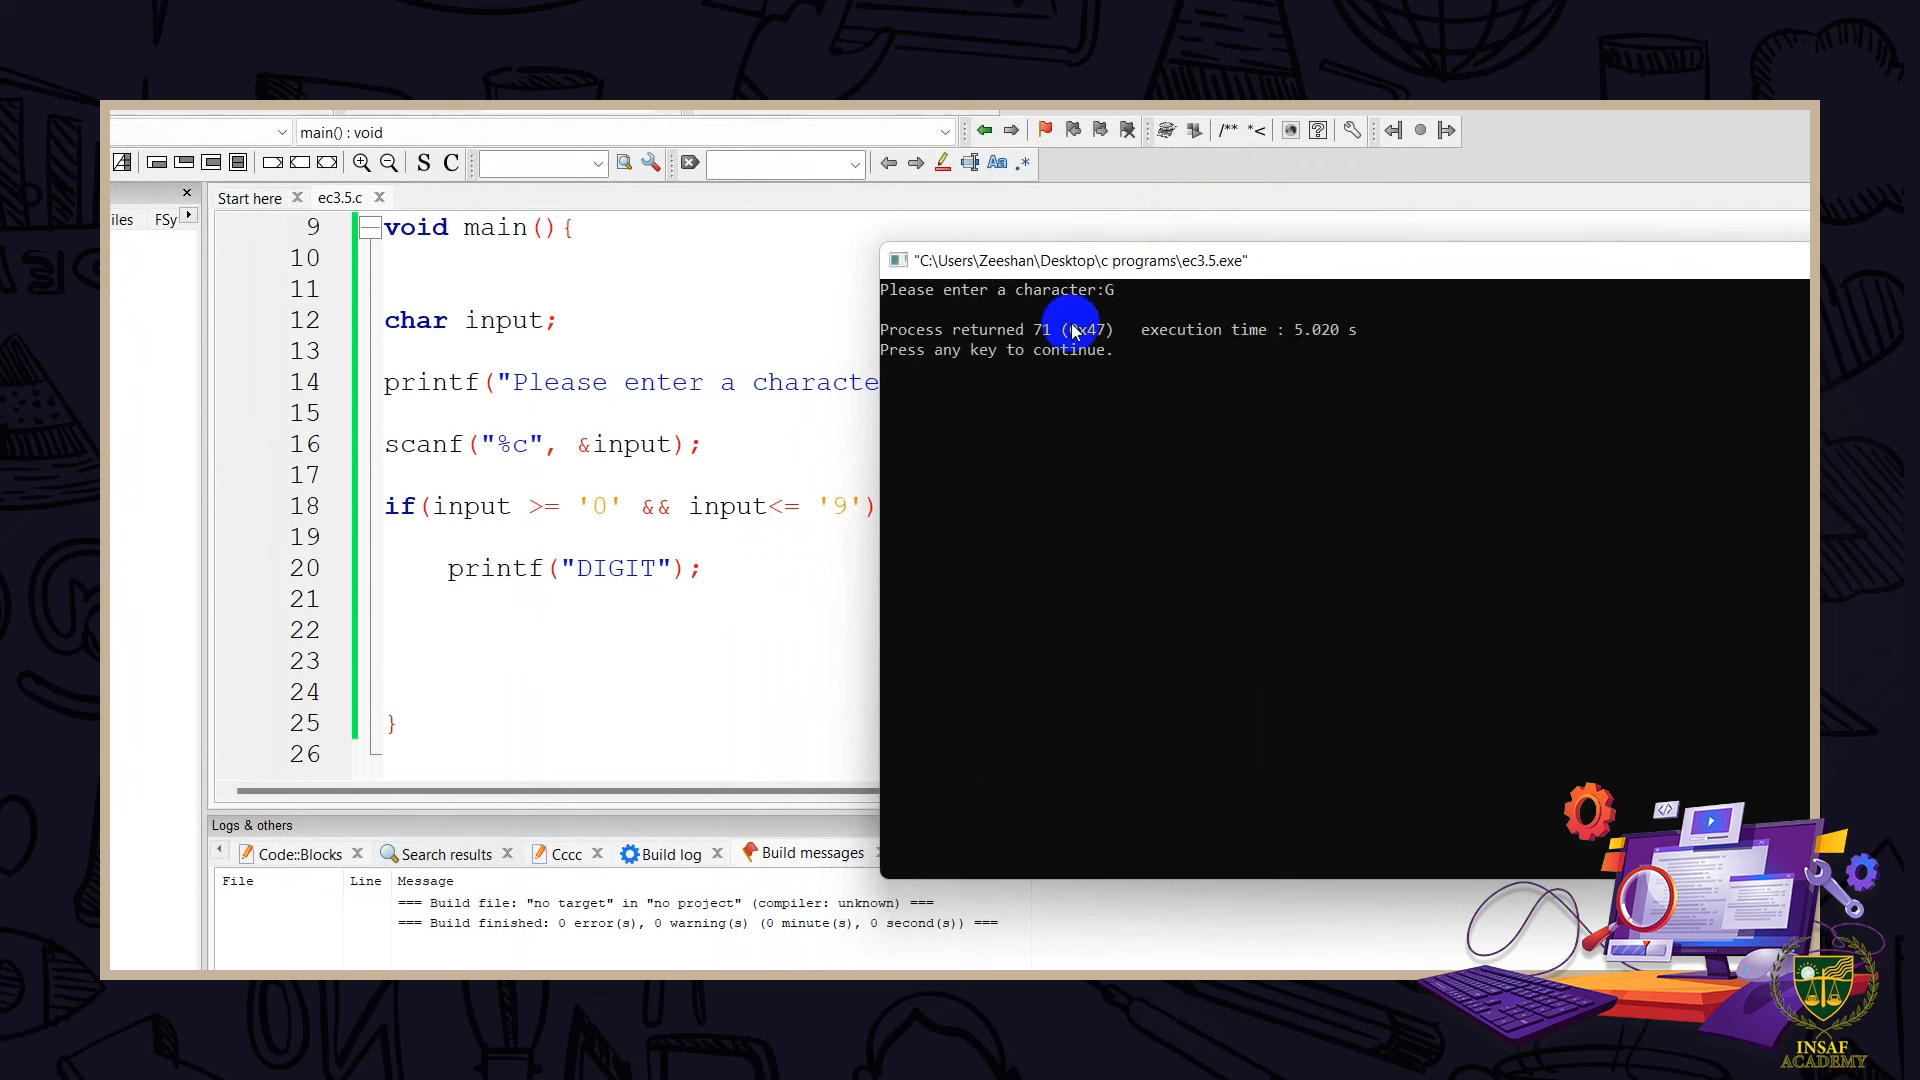 main() : void
/** *<
S C
Aa .*
Start here
ec3.5.c
iles
FSy
9 void main(){
10
11
12 char input;
13
14 printf("Please enter a characte
15
16 scanf("%c", &input);
17
18 if(input >= '0' && input<= '9')
19
20 printf("DIGIT");
21
22
23
24
25 }
26
"C:\Users\Zeeshan\Desktop\c programs\ec3.5.exe"
Please enter a character:G
Process returned 71 (0x47) execution time : 5.020 s
Press any key to continue.
Logs & others
Code::Blocks
Search results
Cccc
Build log
Build messages
File Line Message
=== Build file: "no target" in "no project" (compiler: unknown) ===
=== Build finished: 0 error(s), 0 warning(s) (0 minute(s), 0 second(s)) ===
</>
INSAF
ACADEMY